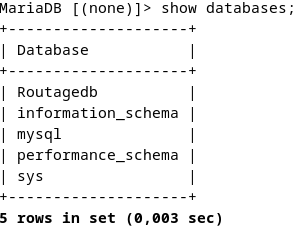 MariaDB [(none)]> show databases;
+--------------------+
| Database           |
+--------------------+
| Routagedb          |
| information_schema |
| mysql              |
| performance_schema |
| sys                |
+--------------------+
5 rows in set (0,003 sec)